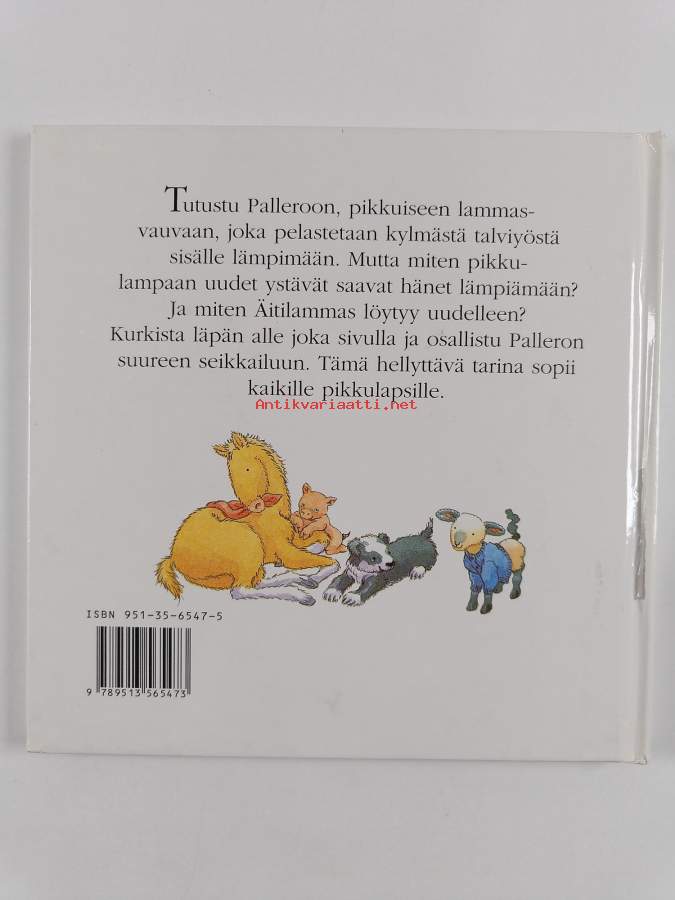 Tutustu Palleroon, pikkuiseen lammas-
vauvaan, joka pelastetaan kylmästä talviyöstä
sisälle lämpimään. Mutta miten pikku-
lampaan uudet ystävät saavat hänet lämpiämään?
Ja miten Äitilammas löytyy uudelleen?
Kurkista läpän alle joka sivulla ja osallistu Palleron
suureen seikkailuun. Tämä hellyttävä tarina sopii
kaikille pikkulapsille.
Antikvariaatti.net
ISBN 951-35-6547-5
9 789513 565473